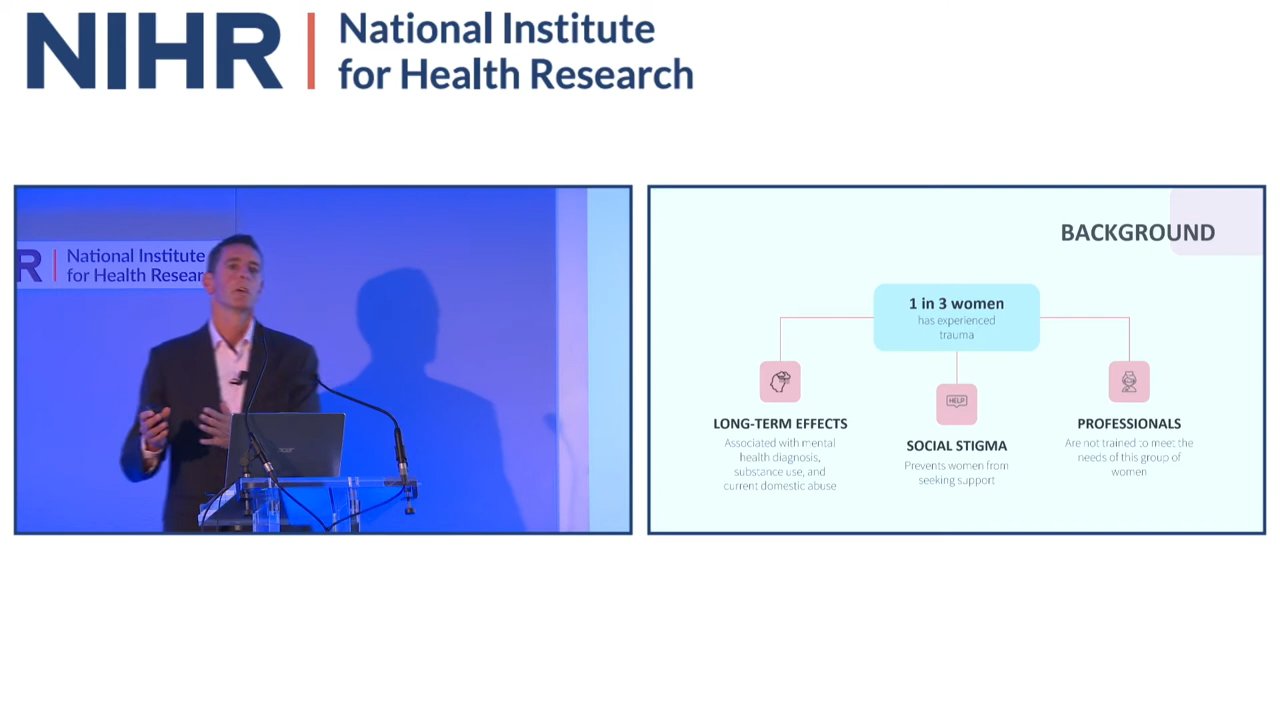 NIHR
National Institute
for Health Research
R
National Institute
for Health Resear
acer
BACKGROUND
1 in 3 women
has experienced
trauma
LONG-TERM EFFECTS
Associated with mental
health diagnosis,
substance use, and
current domestic abuse
HELP
SOCIAL STIGMA
Prevents women from
seeking support
PROFESSIONALS
Are not trained to meet the
needs of this group of
women